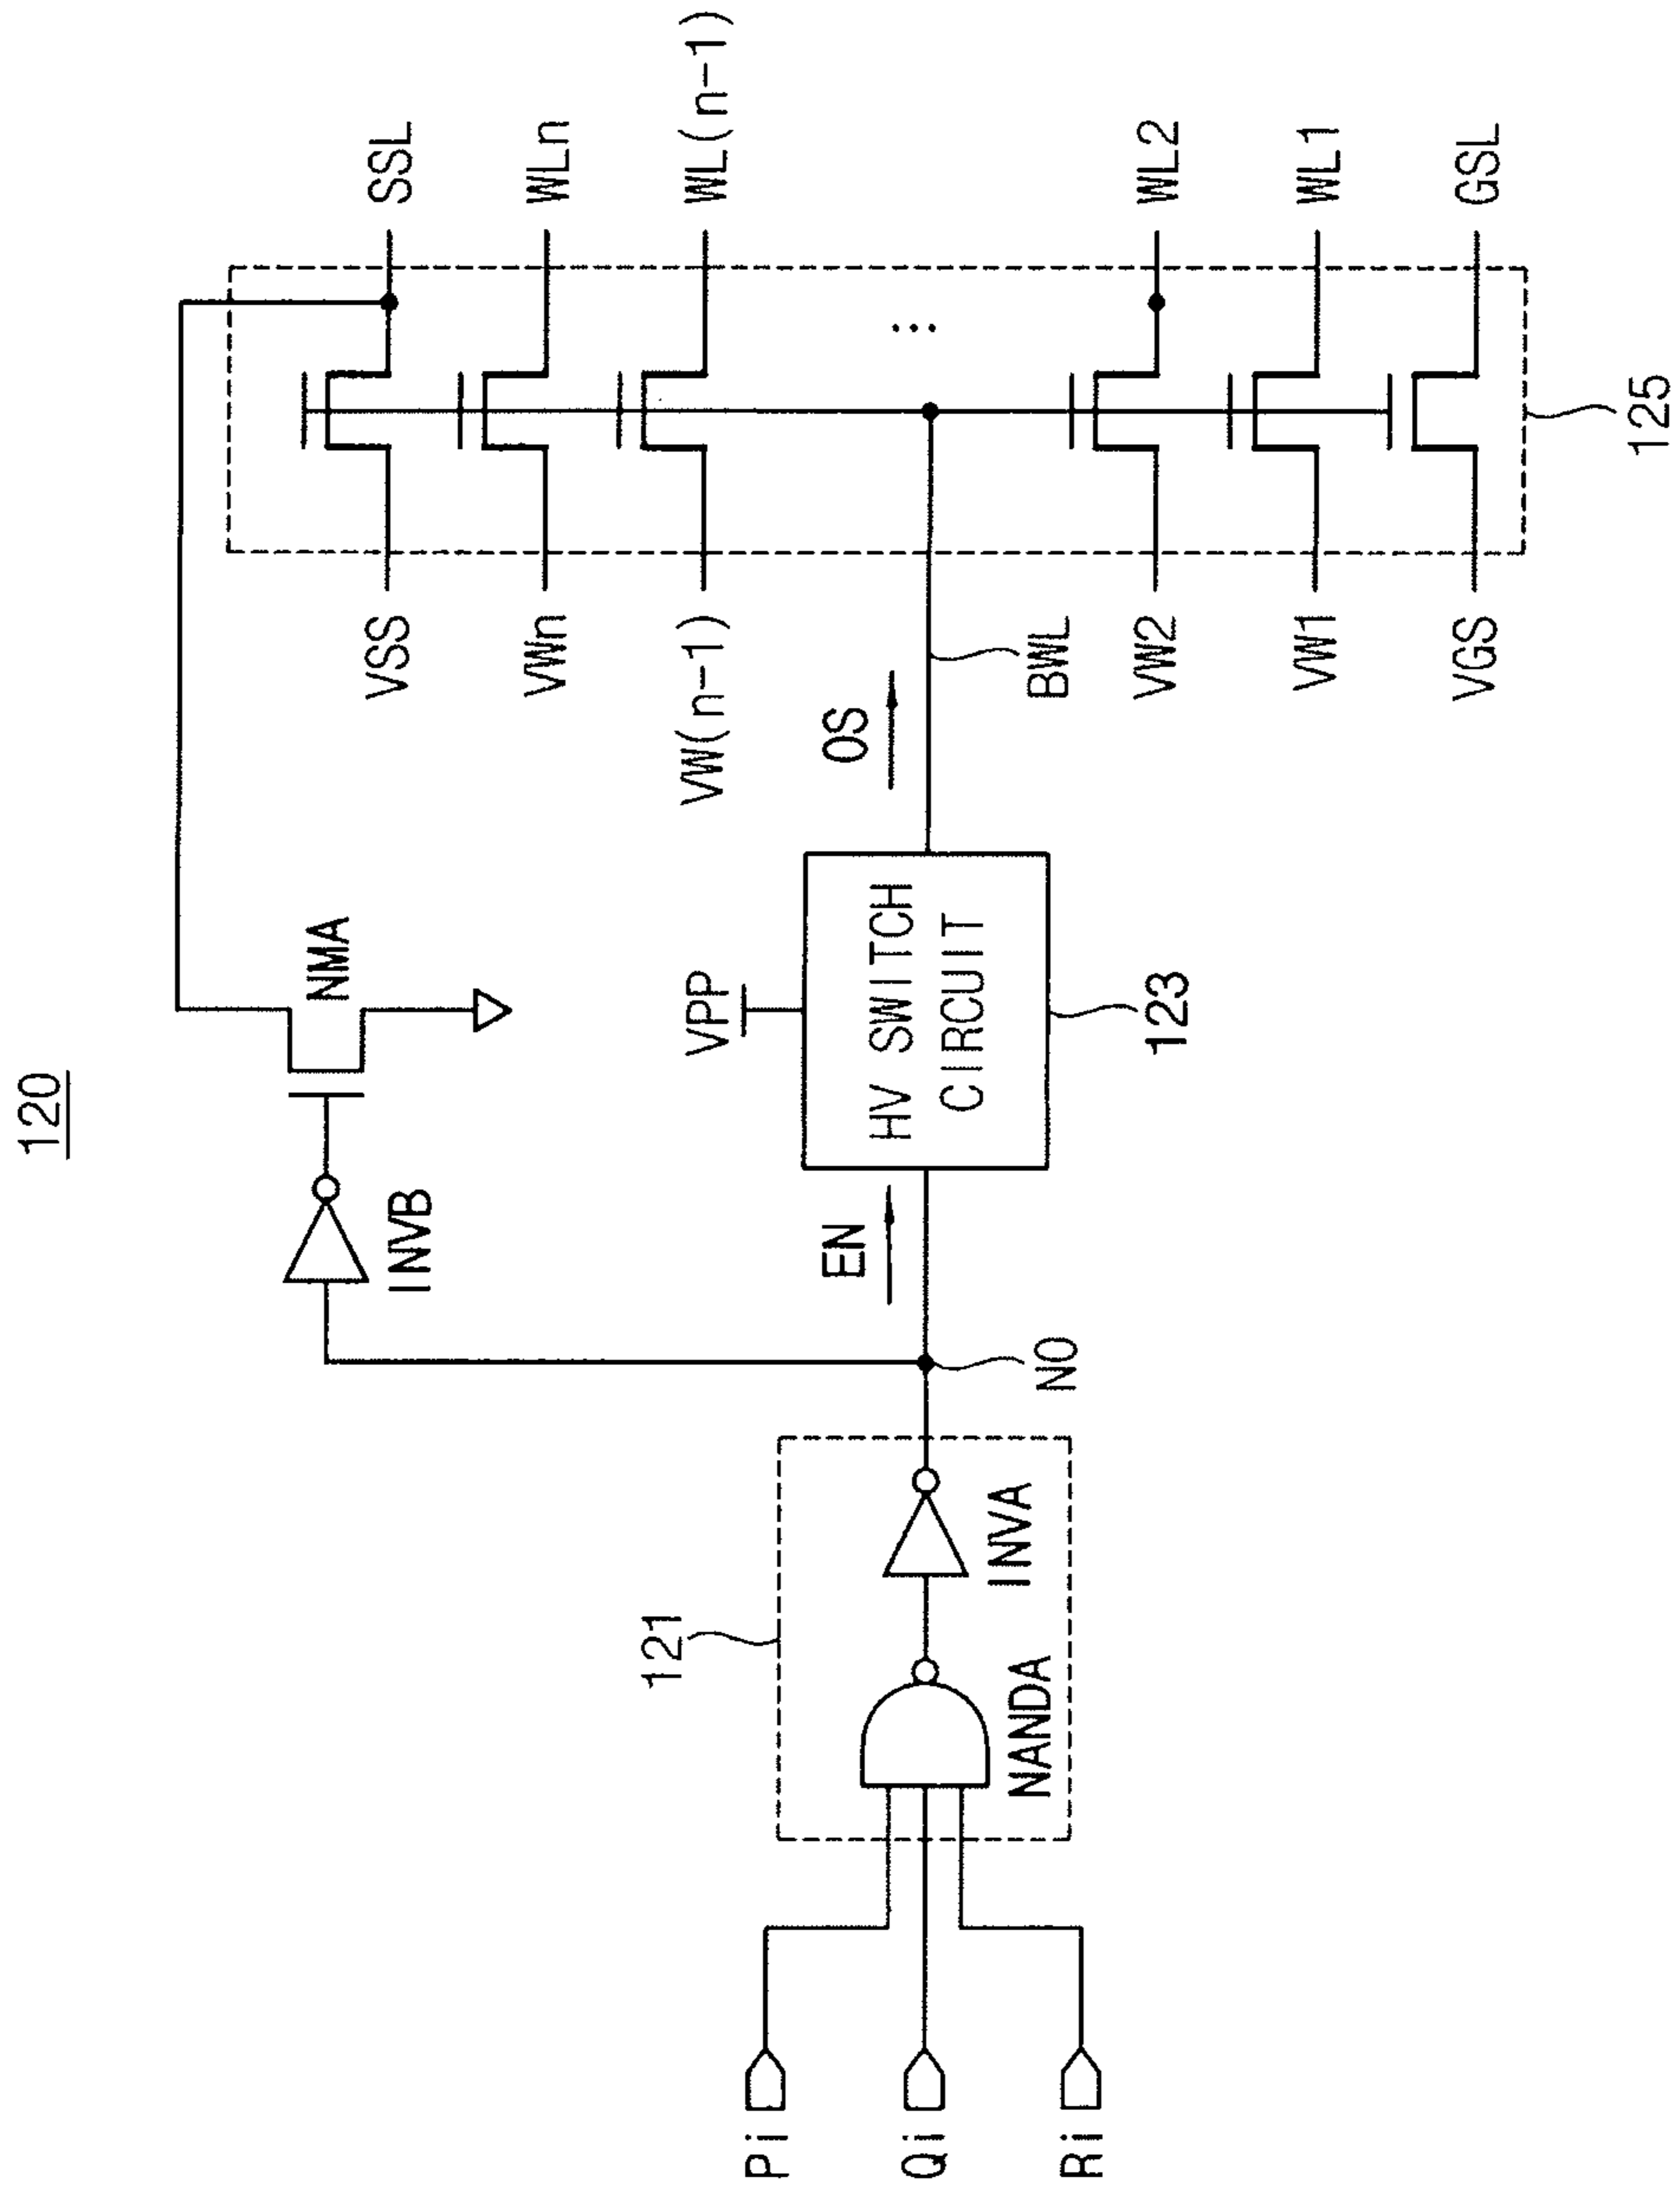 120
INVB
NMA
SSL
WLn
WL(n-1)
WL2
WL1
GSL
VSS
VWn
VW(n-1)
VW2
VW1
VGS
125
Pi
Qi
Ri
121
NANDA
INVA
N0
EN
VPP
HV SWITCH
CIRCUIT
123
OS
BWL
...